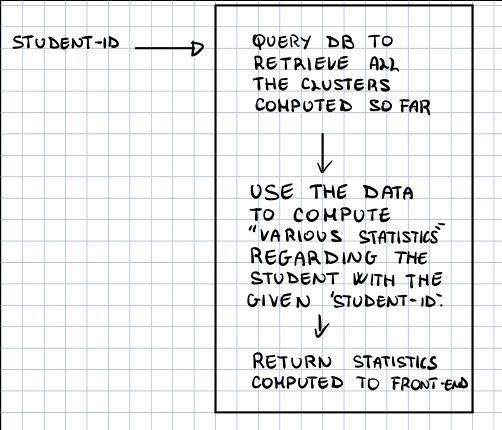 STUDENT-ID
QUERY DB TO
RETRIEVE ALL
THE CLUSTERS
COMPUTED SO FAR
USE THE DATA
TO COMPUTE
"VARIOUS STATISTICS"
REGARDING THE
STUDENT WITH THE
GIVEN 'STUDENT-ID'.
RETURN STATISTICS
COMPUTED TO FRONT-END